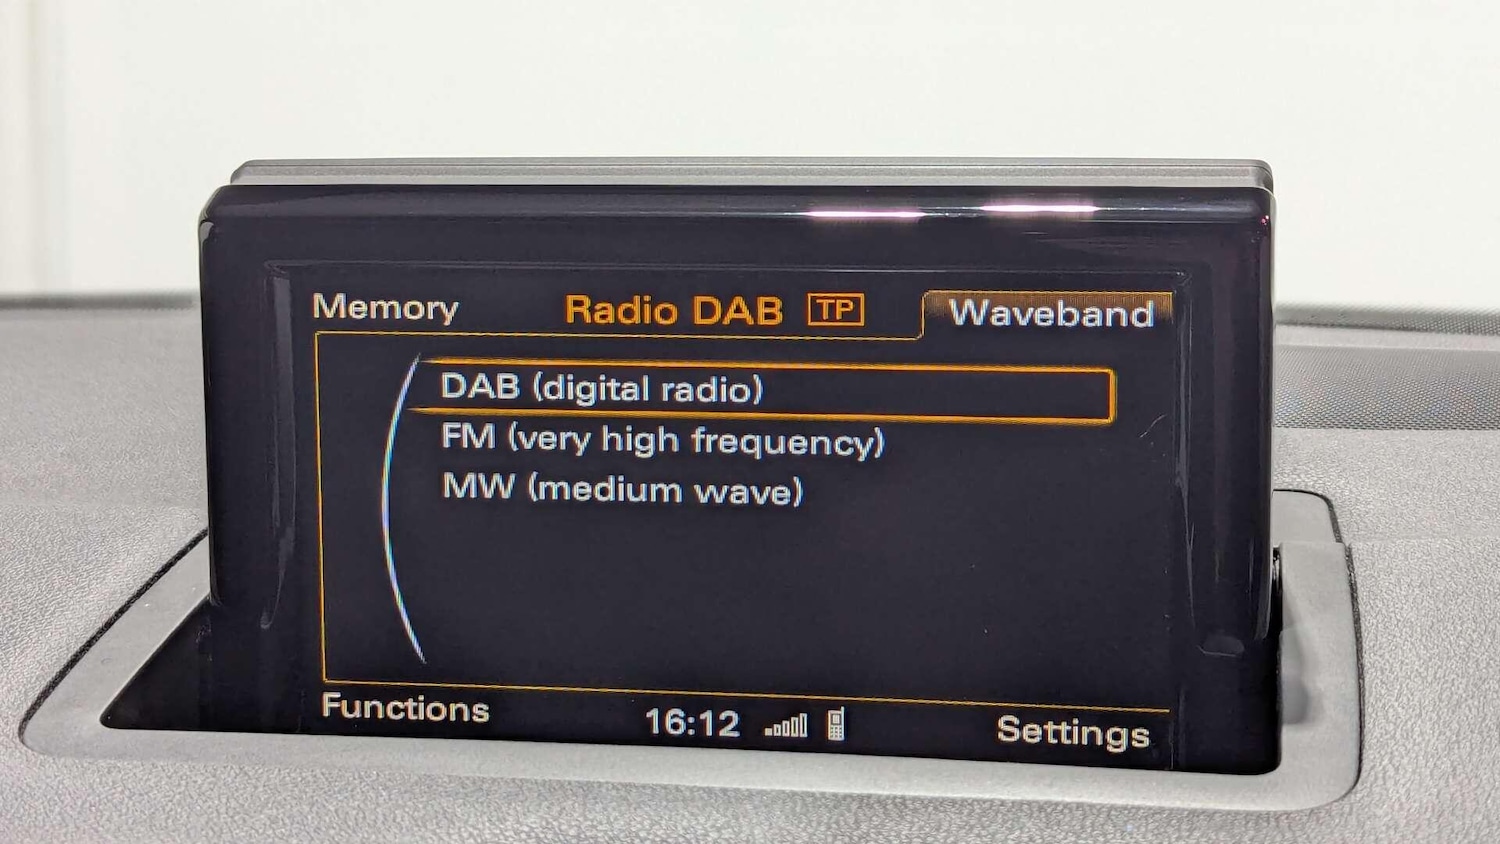 Memory Radio DAB TP Waveband
DAB (digital radio)
FM (very high frequency)
MW (medium wave)
Functions 16:12 Settings